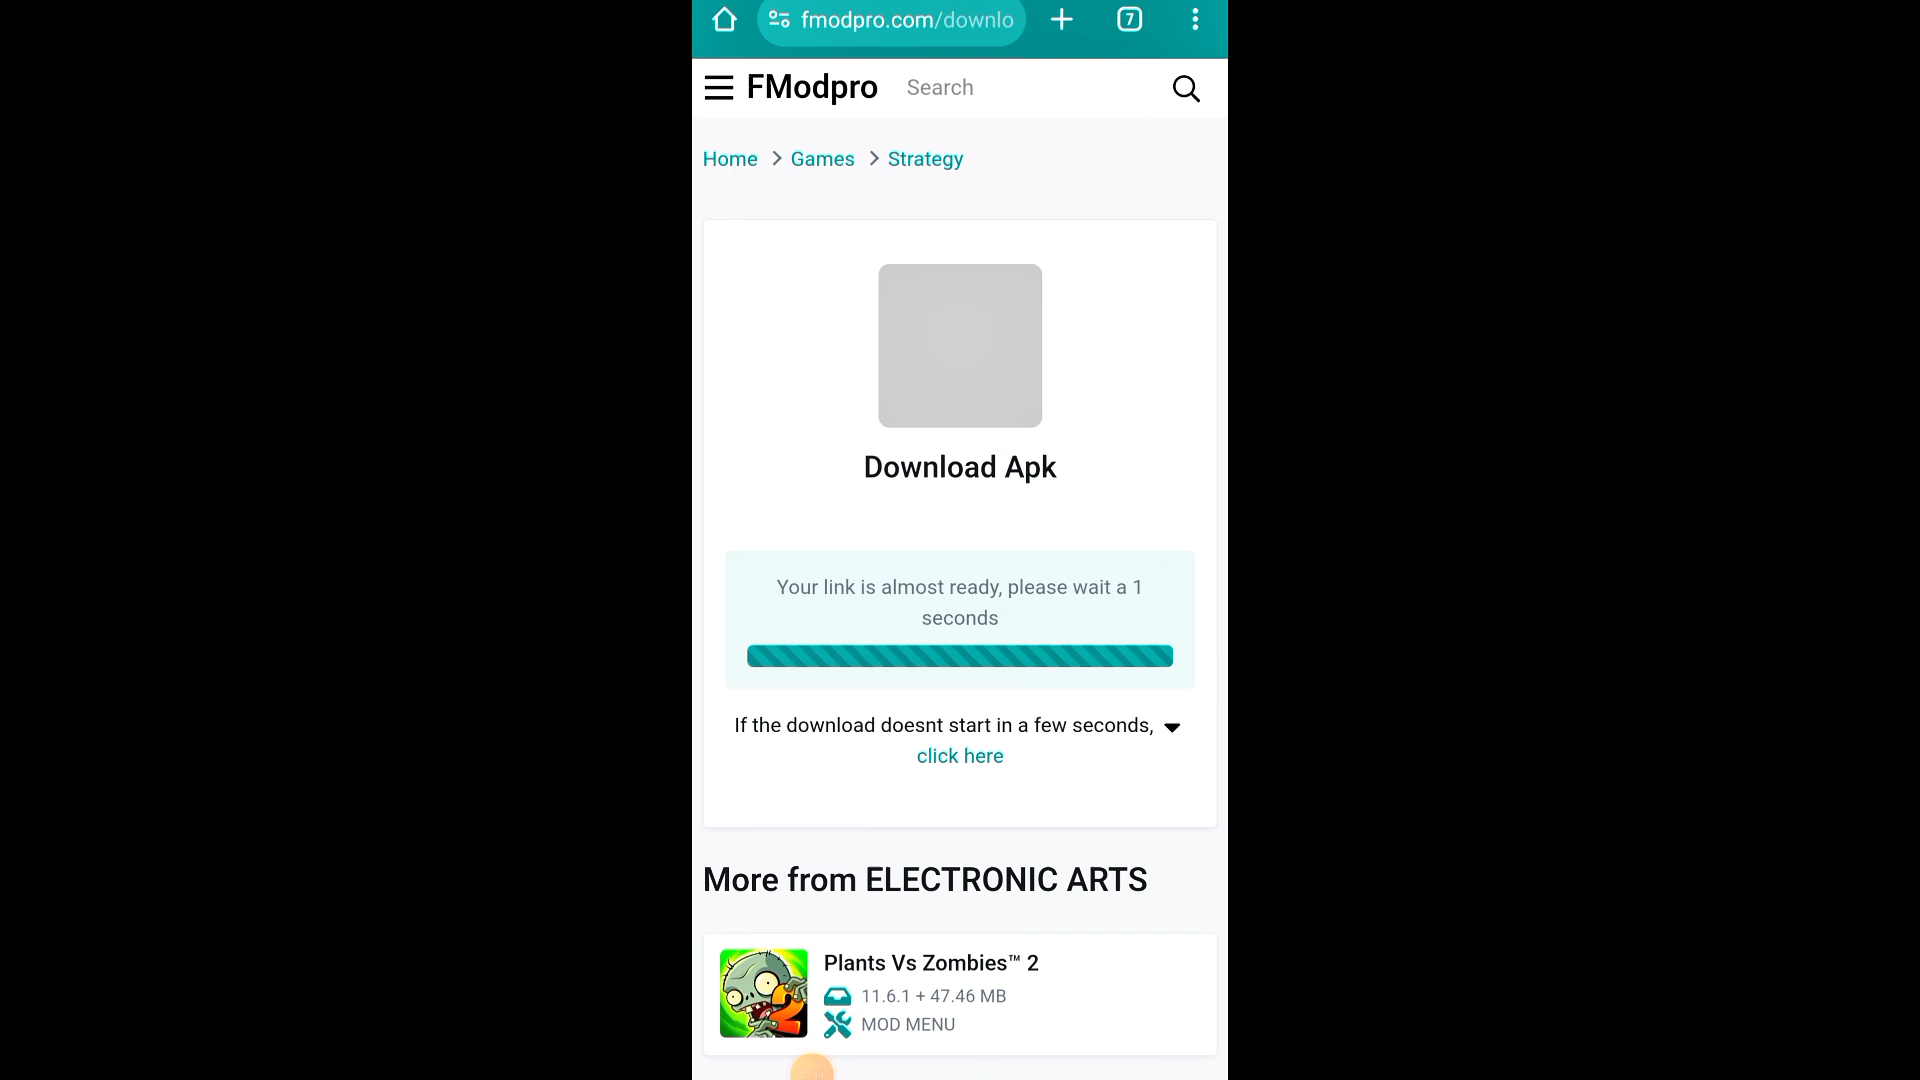 fmodpro.com/downlo
7
FModpro
Search
Home
Games
Strategy
Download Apk
Your link is almost ready, please wait a 1
seconds
If the download doesnt start in a few seconds,
click here
More from ELECTRONIC ARTS
Plants Vs Zombies™ 2
11.6.1 + 47.46 MB
MOD MENU